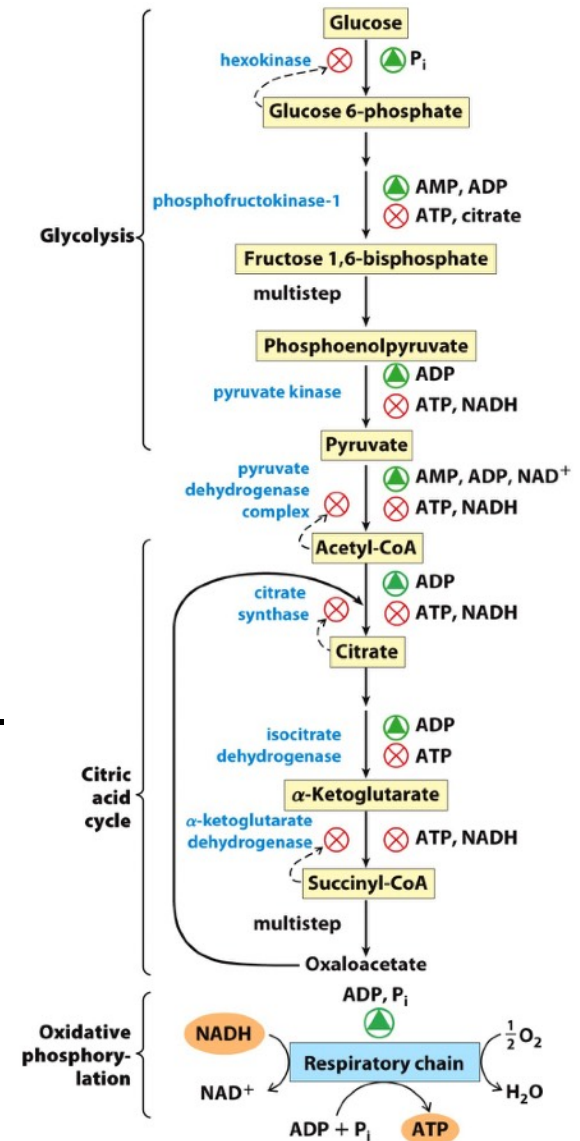 Glucose
hexokinase
Pᵢ
Glucose 6-phosphate
AMP, ADP
phosphofructokinase-1
ATP, citrate
Glycolysis
Fructose 1,6-bisphosphate
multistep
Phosphoenolpyruvate
ADP
pyruvate kinase
ATP, NADH
Pyruvate
pyruvate
dehydrogenase
complex
AMP, ADP, NAD⁺
ATP, NADH
Acetyl-CoA
ADP
citrate
synthase
ATP, NADH
Citrate
ADP
isocitrate
dehydrogenase
ATP
Citric
acid
cycle
α-Ketoglutarate
α-ketoglutarate
dehydrogenase
ATP, NADH
Succinyl-CoA
multistep
Oxaloacetate
ADP, Pᵢ
Oxidative
phosphory-
lation
NADH
½O₂
Respiratory chain
NAD⁺
H₂O
ADP + Pᵢ
ATP